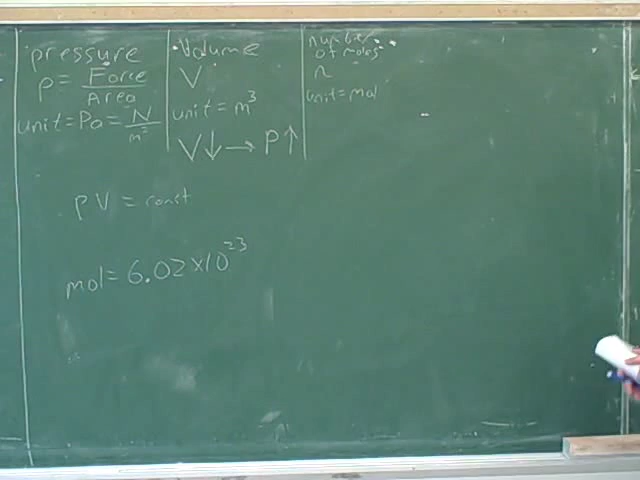 pressure
p = Force
Area
unit = Pa = N
m²
Volume
V
unit = m³
V ↓ → P ↑
number
of moles
n
unit = mol
PV = const
mol = 6.02 x 10²³